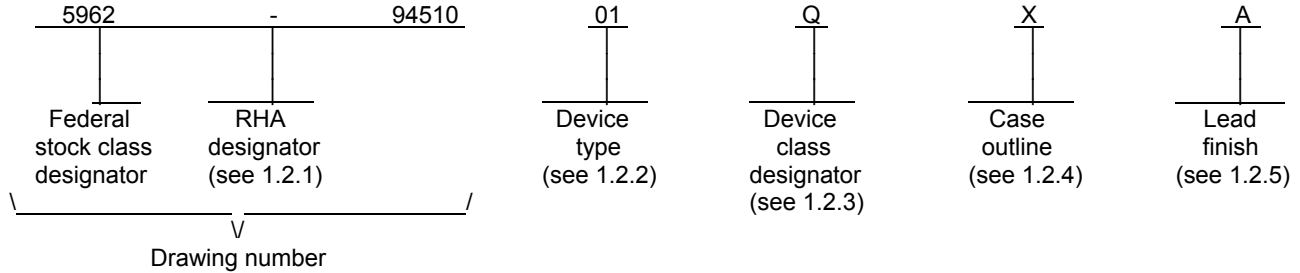 5962 - 94510 01 Q X A
Federal stock class designator
RHA designator (see 1.2.1)
Device type (see 1.2.2)
Device class designator (see 1.2.3)
Case outline (see 1.2.4)
Lead finish (see 1.2.5)
\ / 
\/
Drawing number